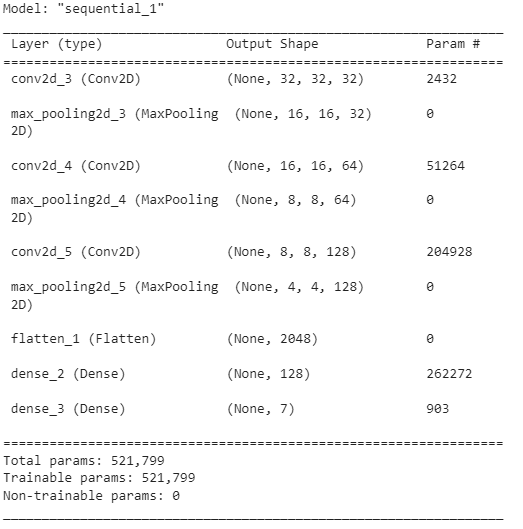 Model: "sequential_1"
_________________________________________________________________
Layer (type) Output Shape Param #
=================================================================
conv2d_3 (Conv2D) (None, 32, 32, 32) 2432
max_pooling2d_3 (MaxPooling (None, 16, 16, 32) 0
2D)
conv2d_4 (Conv2D) (None, 16, 16, 64) 51264
max_pooling2d_4 (MaxPooling (None, 8, 8, 64) 0
2D)
conv2d_5 (Conv2D) (None, 8, 8, 128) 204928
max_pooling2d_5 (MaxPooling (None, 4, 4, 128) 0
2D)
flatten_1 (Flatten) (None, 2048) 0
dense_2 (Dense) (None, 128) 262272
dense_3 (Dense) (None, 7) 903
=================================================================
Total params: 521,799
Trainable params: 521,799
Non-trainable params: 0
_________________________________________________________________